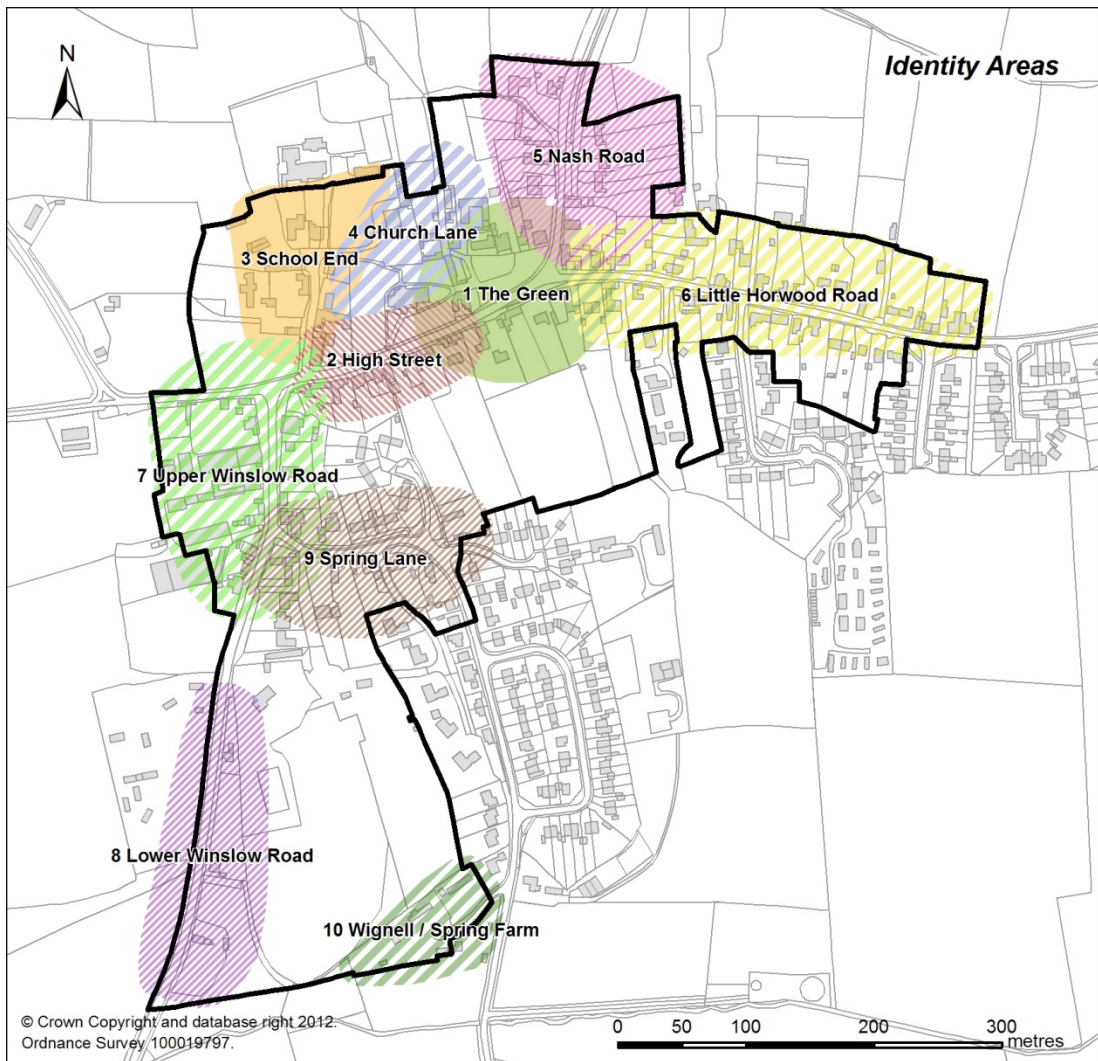 Identity Areas
N
5 Nash Road
4 Church Lane
3 School End
1 The Green
6 Little Horwood Road
2 High Street
7 Upper Winslow Road
9 Spring Lane
8 Lower Winslow Road
10 Wignell / Spring Farm
© Crown Copyright and database right 2012.
Ordnance Survey 100019797.
0 50 100 200 300
metres